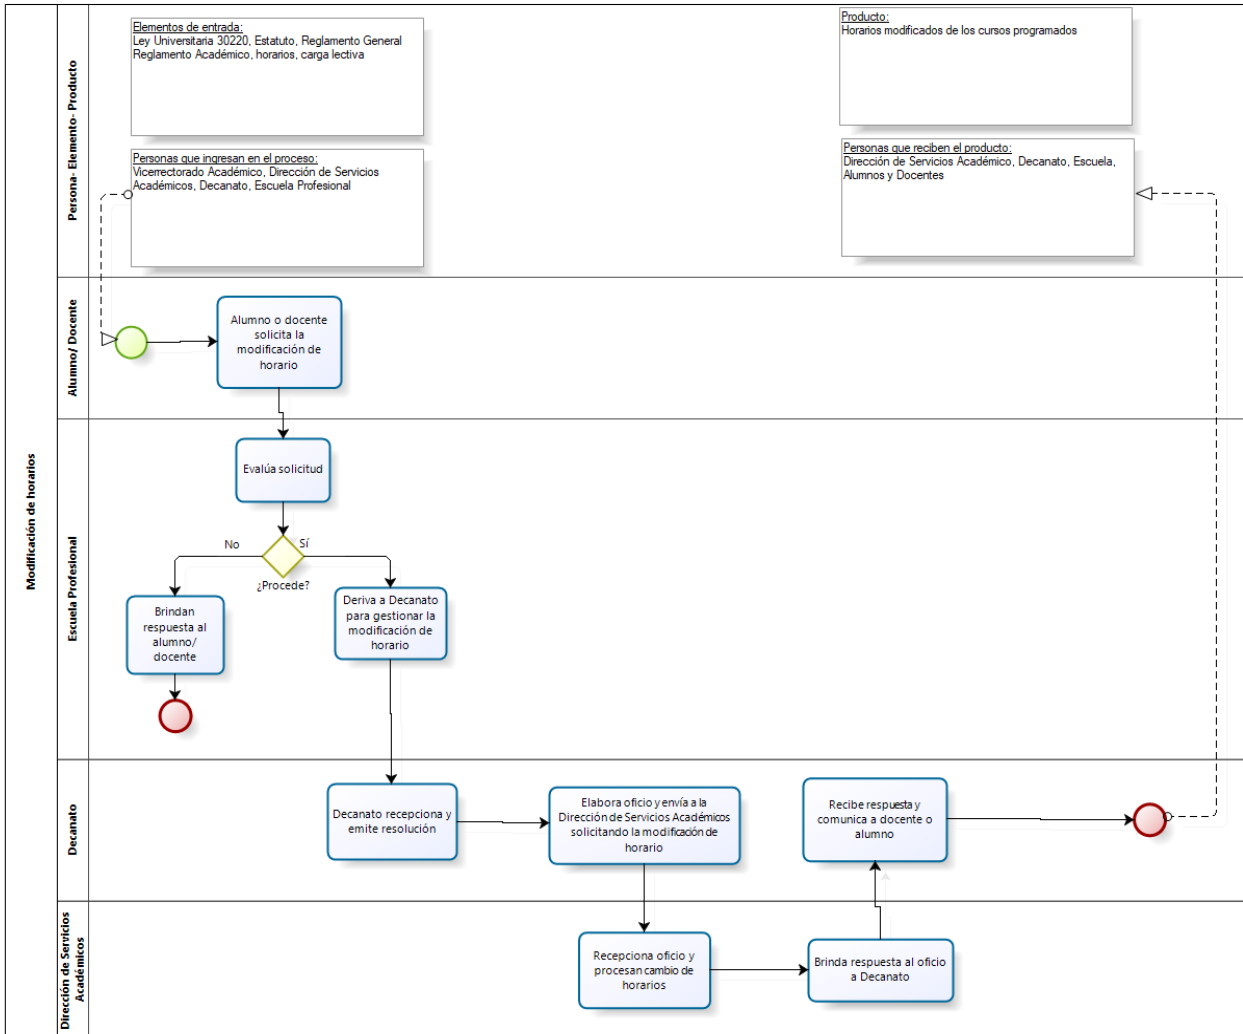 Modificación de horarios
Persona- Elemento- Producto
Elementos de entrada:
Ley Universitaria 30220, Estatuto, Reglamento General
Reglamento Académico, horarios, carga lectiva
Personas que ingresan en el proceso:
Vicerrectorado Académico, Dirección de Servicios
Académicos, Decanato, Escuela Profesional
Producto:
Horarios modificados de los cursos programados
Personas que reciben el producto:
Dirección de Servicios Académico, Decanato, Escuela,
Alumnos y Docentes
Alumno/ Docente
Alumno o docente
solicita la
modificación de
horario
Escuela Profesional
Evalúa solicitud
No
Sí
¿Procede?
Brindan
respuesta al
alumno/
docente
Deriva a Decanato
para gestionar la
modificación de
horario
Decanato
Decanato recepciona y
emite resolución
Elabora oficio y envía a la
Dirección de Servicios Académicos
solicitando la modificación de
horario
Recibe respuesta y
comunica a docente o
alumno
Dirección de Servicios
Académicos
Recepciona oficio y
procesan cambio de
horarios
Brinda respuesta al oficio
a Decanato